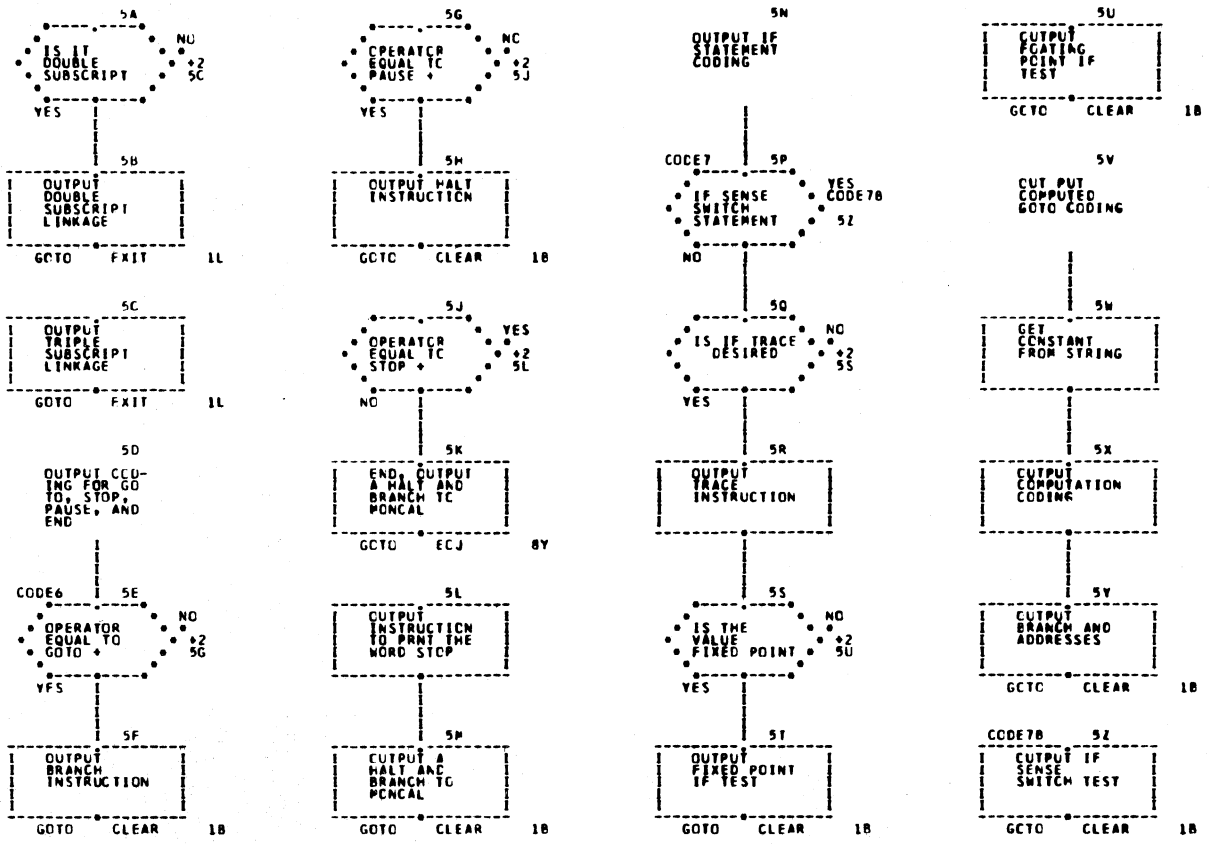 5A
IS IT
DOUBLE
SUBSCRIPT
NO
+2
5C
YES
5B
OUTPUT
DOUBLE
SUBSCRIPT
LINKAGE
GOTO EXIT 1L
5C
OUTPUT
TRIPLE
SUBSCRIPT
LINKAGE
GOTO EXIT 1L
5D
OUTPUT COD-
ING FOR GO
TO, STOP,
PAUSE, AND
END
CODE6 5E
OPERATOR
EQUAL TO
GOTO +
NO
+2
5G
YES
5F
OUTPUT
BRANCH
INSTRUCTION
GOTO CLEAR 1B
5G
OPERATOR
EQUAL TO
PAUSE +
NO
+2
5J
YES
5H
OUTPUT HALT
INSTRUCTION
GOTO CLEAR 1B
5J
OPERATOR
EQUAL TO
STOP +
YES
+2
5L
NO
5K
END, OUTPUT
A HALT AND
BRANCH TO
MONCAL
GOTO ECJ 8Y
5L
OUTPUT
INSTRUCTION
TO PRNT THE
WORD STOP
5M
OUTPUT A
HALT AND
BRANCH TO
MONCAL
GOTO CLEAR 1B
5N
OUTPUT IF
STATEMENT
CODING
CODE7 5P
IF SENSE
SWITCH
STATEMENT
YES
CODE7B
5Z
NO
5Q
IS IF TRACE
DESIRED
NO
+2
5S
YES
5R
OUTPUT
TRACE
INSTRUCTION
5S
IS THE
VALUE
FIXED POINT
NO
+2
5U
YES
5T
OUTPUT
FIXED POINT
IF TEST
GOTO CLEAR 1B
5U
OUTPUT
FOATING
POINT IF
TEST
GOTO CLEAR 1B
5V
OUT PUT
COMPUTED
GOTO CODING
5W
GET
CONSTANT
FROM STRING
5X
OUTPUT
COMPUTATION
CODING
5Y
OUTPUT
BRANCH AND
ADDRESSES
GOTO CLEAR 1B
CODE7B 5Z
OUTPUT IF
SENSE
SWITCH TEST
GOTO CLEAR 1B